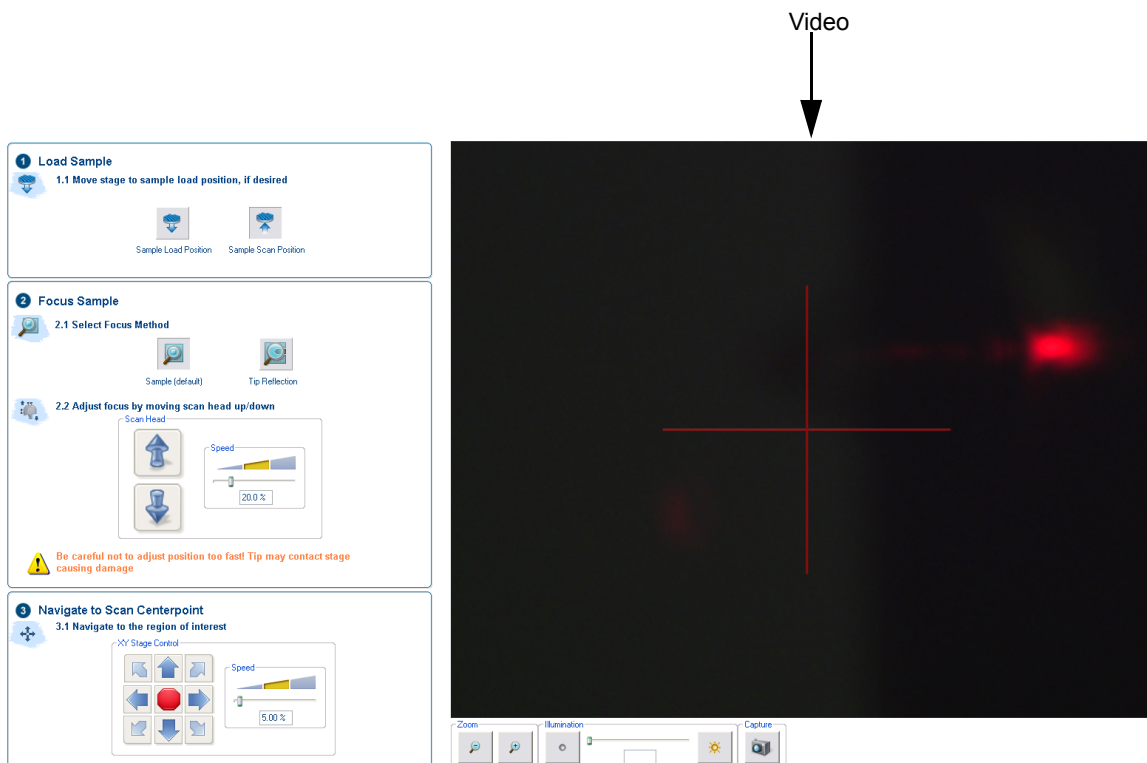 Video
1 Load Sample
1.1 Move stage to sample load position, if desired
Sample Load Position
Sample Scan Position
2 Focus Sample
2.1 Select Focus Method
Sample (default)
Tip Reflection
2.2 Adjust focus by moving scan head up/down
Scan Head
Speed
20.0 %
Be careful not to adjust position too fast! Tip may contact stage
causing damage
3 Navigate to Scan Centerpoint
3.1 Navigate to the region of interest
XY Stage Control
Speed
5.00 %
Zoom
Illumination
Capture